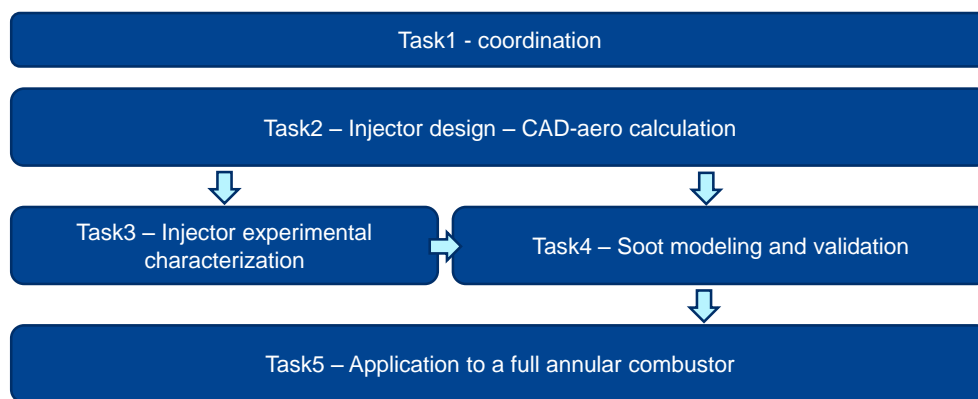 Task1 - coordination
Task2 – Injector design – CAD-aero calculation
Task3 – Injector experimental
characterization
Task4 – Soot modeling and validation
Task5 – Application to a full annular combustor